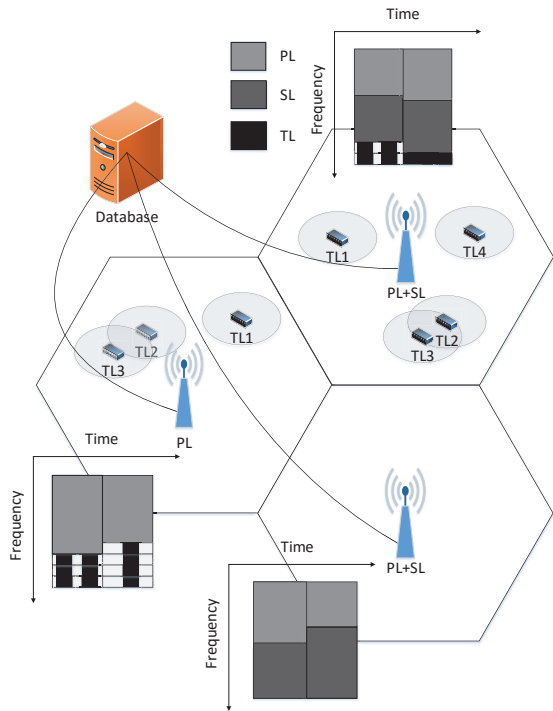 Time
PL
SL
TL
Frequency
Database
TL1
TL4
PL+SL
TL2
TL3
TL1
TL2
TL3
PL
Time
Frequency
Time
PL+SL
Frequency